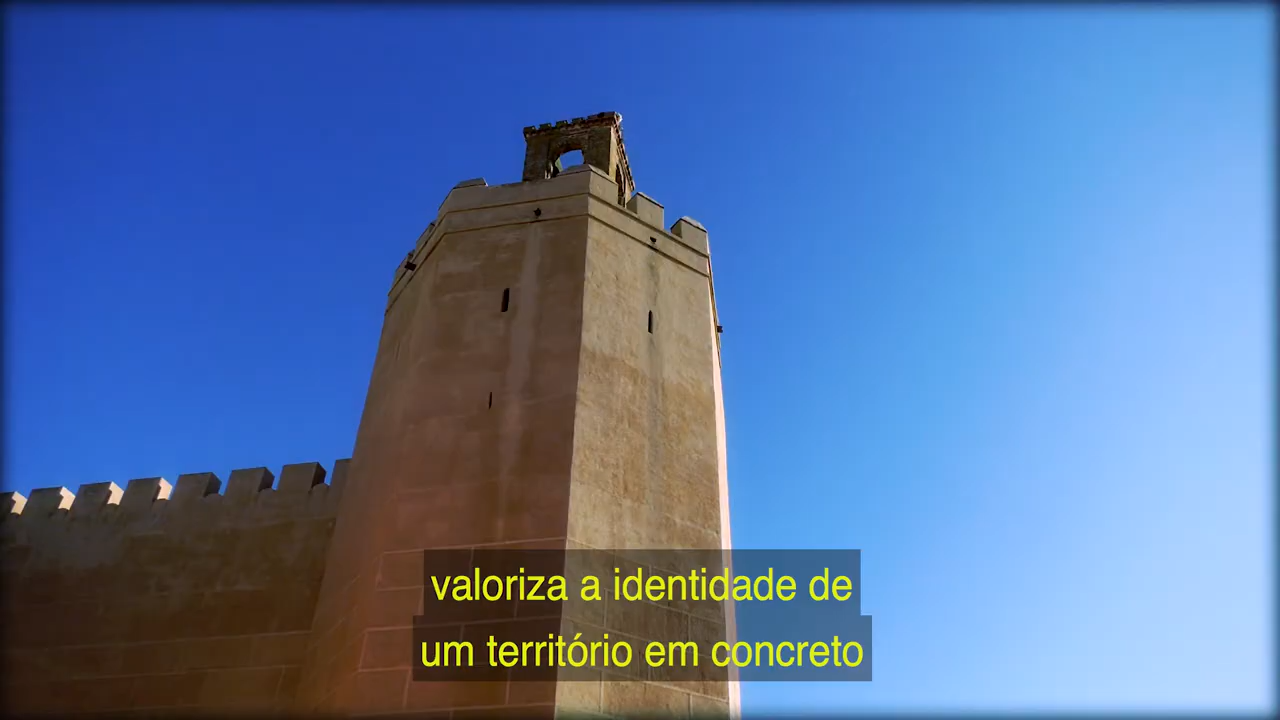 valoriza a identidade de
um território em concreto